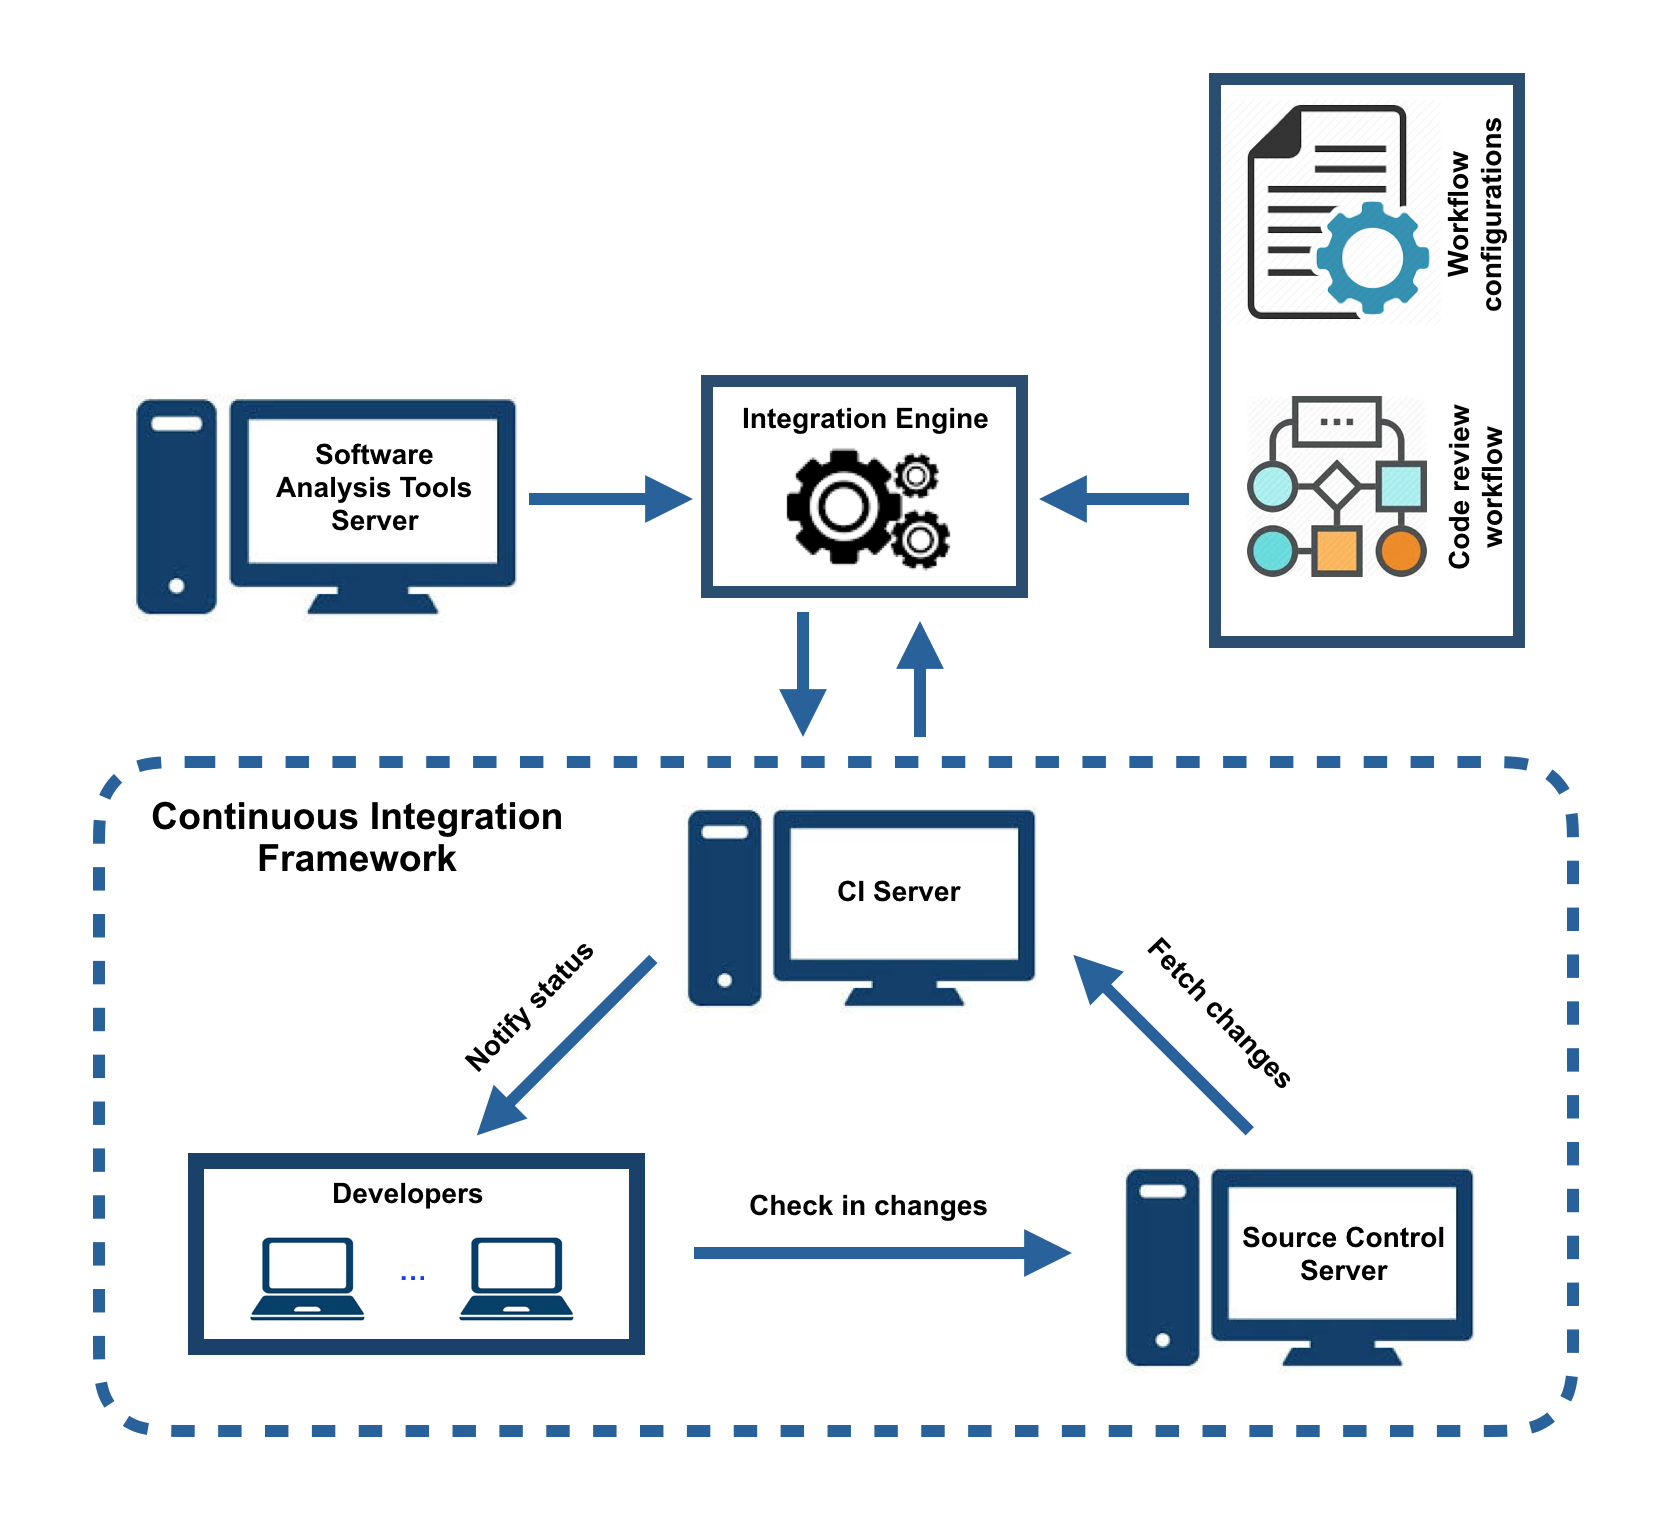 Workflow
configurations
Software
Analysis Tools
Server
Integration Engine
Code review
workflow
Continuous Integration
Framework
CI Server
Notify status
Fetch changes
Developers
...
Check in changes
Source Control
Server